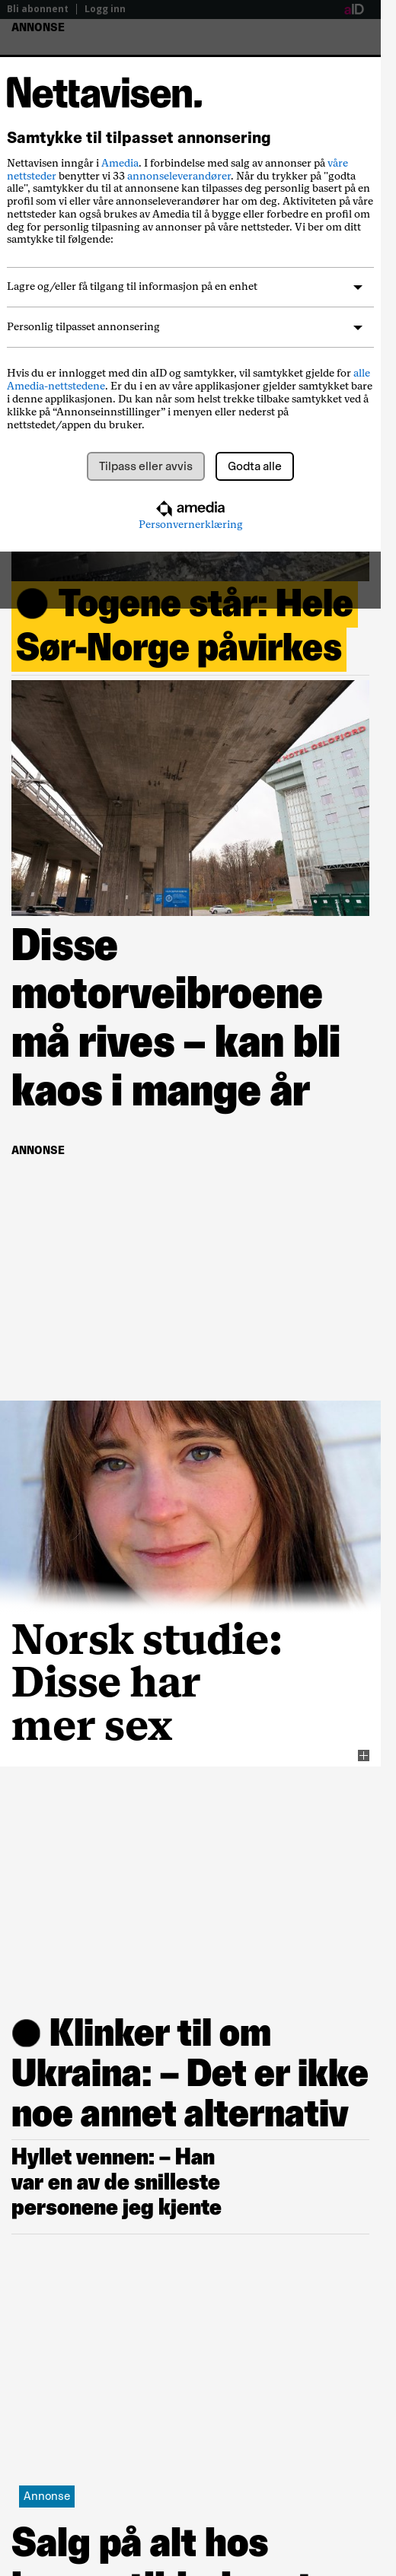 Bli abonnent | Logg inn
aID
ANNONSE
Nettavisen.
Samtykke til tilpasset annonsering
Nettavisen inngår i Amedia. I forbindelse med salg av annonser på våre
nettsteder benytter vi 33 annonseleverandører. Når du trykker på "godta
alle", samtykker du til at annonsene kan tilpasses deg personlig basert på en
profil som vi eller våre annonseleverandører har om deg. Aktiviteten på våre
nettsteder kan også brukes av Amedia til å bygge eller forbedre en profil om
deg for personlig tilpasning av annonser på våre nettsteder. Vi ber om ditt
samtykke til følgende:
Lagre og/eller få tilgang til informasjon på en enhet
Personlig tilpasset annonsering
Hvis du er innlogget med din aID og samtykker, vil samtykket gjelde for alle
Amedia-nettstedene. Er du i en av våre applikasjoner gjelder samtykket bare
i denne applikasjonen. Du kan når som helst trekke tilbake samtykket ved å
klikke på “Annonseinnstillinger” i menyen eller nederst på
nettstedet/appen du bruker.
Tilpass eller avvis
Godta alle
amedia
Personvernerklæring
Togene står: Hele
Sør-Norge påvirkes
HOTEL OSLOFJORD
Disse
motorveibroene
må rives – kan bli
kaos i mange år
ANNONSE
Norsk studie:
Disse har
mer sex
Klinker til om
Ukraina: – Det er ikke
noe annet alternativ
Hyllet vennen: – Han
var en av de snilleste
personene jeg kjente
Annonse
Salg på alt hos